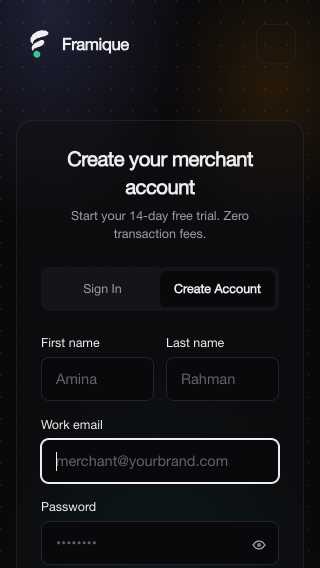 Framique
Create your merchant
account
Start your 14-day free trial. Zero
transaction fees.
Sign In
Create Account
First name
Last name
Amina
Rahman
Work email
merchant@yourbrand.com
Password
••••••••